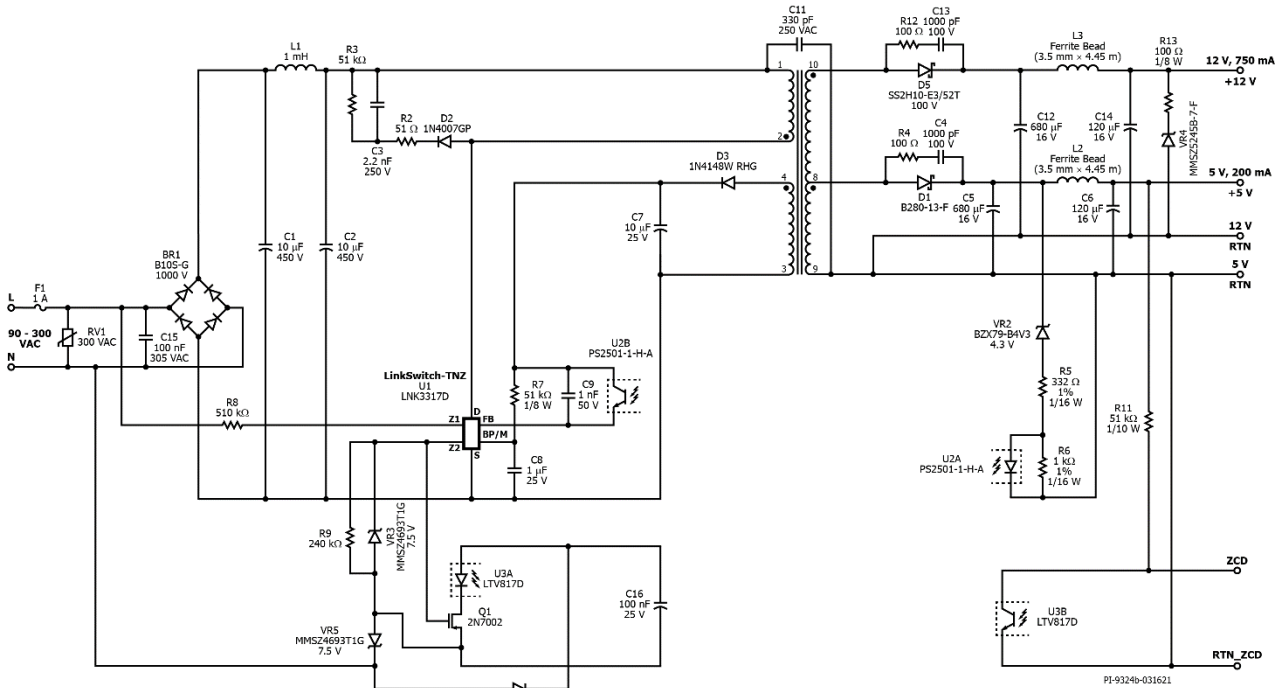 C11
330 pF
250 VAC
R12
100 Ω
C13
1000 pF
100 V
L3
Ferrite Bead
(3.5 mm × 4.45 m)
R13
100 Ω
1/8 W
12 V, 750 mA
+12 V
L1
1 mH
R3
51 kΩ
1
10
D5
SS2H10-E3/52T
100 V
R2
51 Ω
D2
1N4007GP
2
C3
2.2 nF
250 V
C12
680 µF
16 V
C14
120 µF
16 V
VR4
MMSZ5245B-7-F
R4
100 Ω
C4
1000 pF
100 V
L2
Ferrite Bead
(3.5 mm × 4.45 m)
D3
1N4148W RHG
4
8
D1
B280-13-F
5 V, 200 mA
+5 V
C5
680 µF
16 V
C6
120 µF
16 V
C7
10 µF
25 V
12 V
RTN
C1
10 µF
450 V
C2
10 µF
450 V
3
9
5 V
RTN
BR1
B10S-G
1000 V
F1
1 A
L
90 - 300
VAC
N
RV1
300 VAC
C15
100 nF
305 VAC
VR2
BZX79-B4V3
4.3 V
U2B
PS2501-1-H-A
LinkSwitch-TNZ
U1
LNK3317D
R7
51 kΩ
1/8 W
C9
1 nF
50 V
R5
332 Ω
1%
1/16 W
R8
510 kΩ
Z1
D
FB
BP/M
Z2
S
R11
51 kΩ
1/10 W
C8
1 µF
25 V
U2A
PS2501-1-H-A
R6
1 kΩ
1%
1/16 W
R9
240 kΩ
VR3
MMSZ4693T1G
7.5 V
U3A
LTV817D
C16
100 nF
25 V
ZCD
Q1
2N7002
U3B
LTV817D
VR5
MMSZ4693T1G
7.5 V
RTN_ZCD
PI-9324b-031621